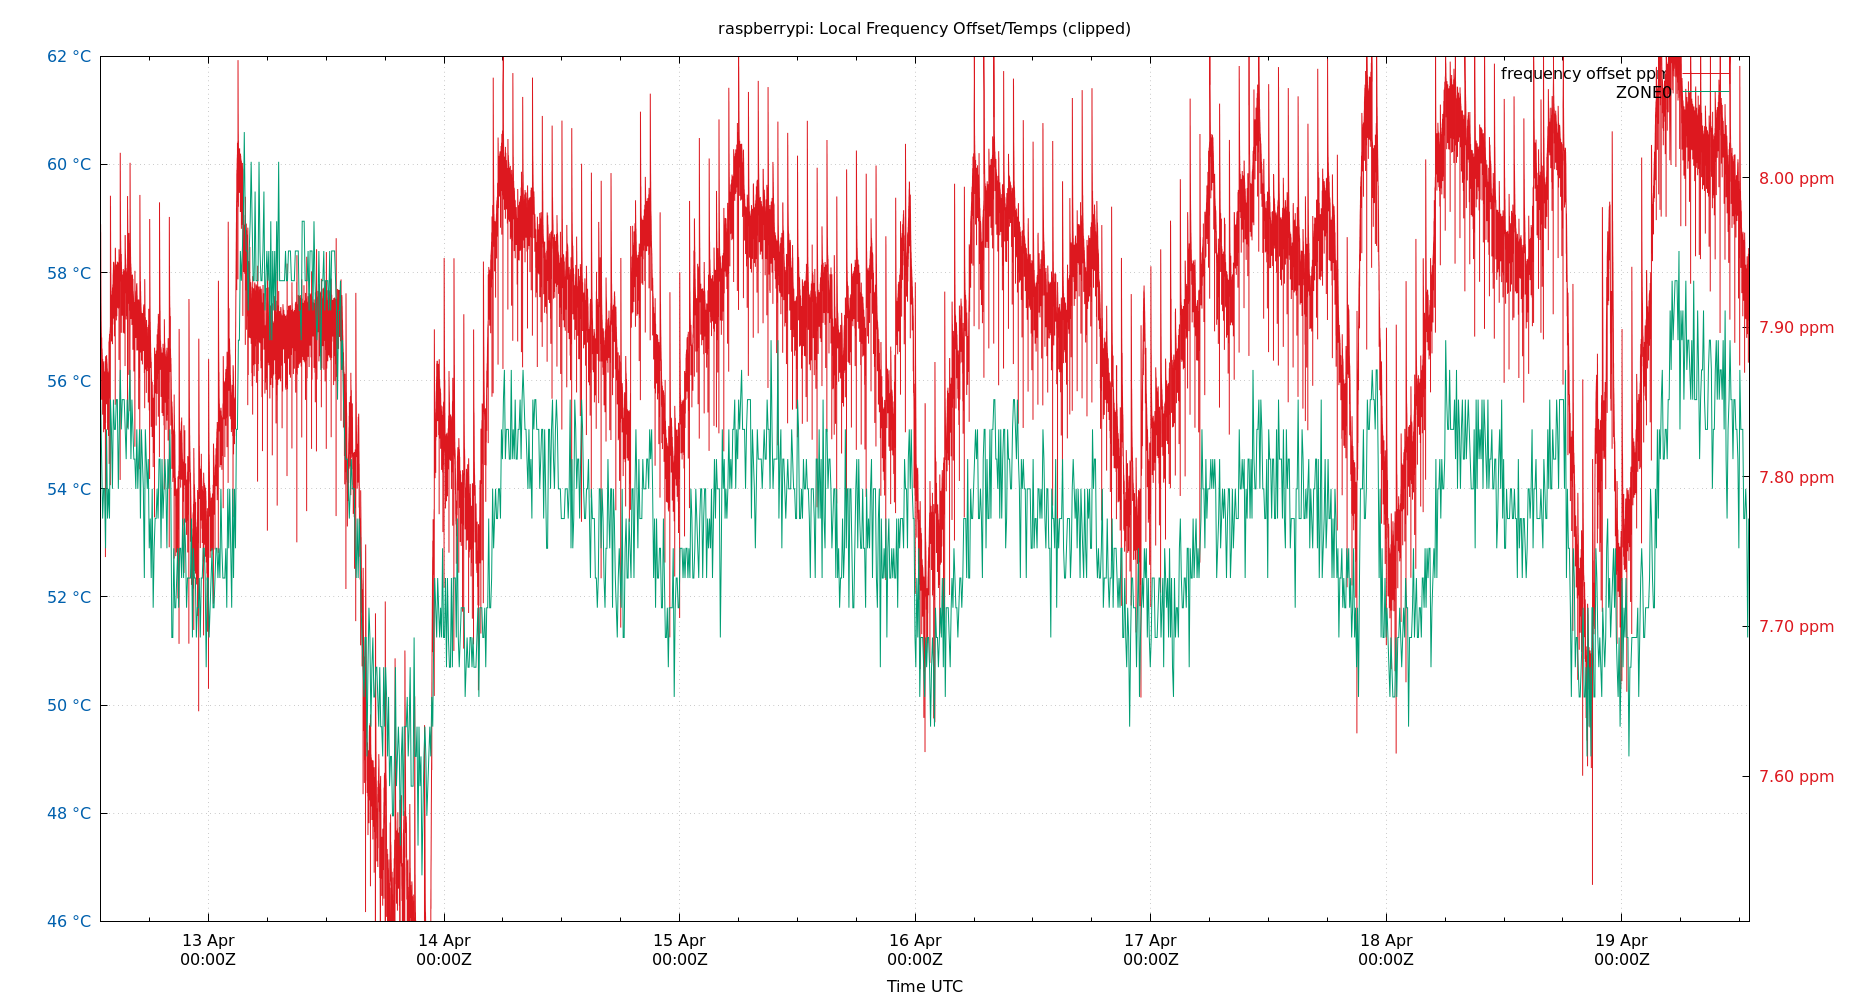 raspberrypi: Local Frequency Offset/Temps (clipped)
62 °C
60 °C
58 °C
56 °C
54 °C
52 °C
50 °C
48 °C
46 °C
frequency offset ppm
ZONE0
8.00 ppm
7.90 ppm
7.80 ppm
7.70 ppm
7.60 ppm
13 Apr
00:00Z
14 Apr
00:00Z
15 Apr
00:00Z
16 Apr
00:00Z
17 Apr
00:00Z
18 Apr
00:00Z
19 Apr
00:00Z
Time UTC